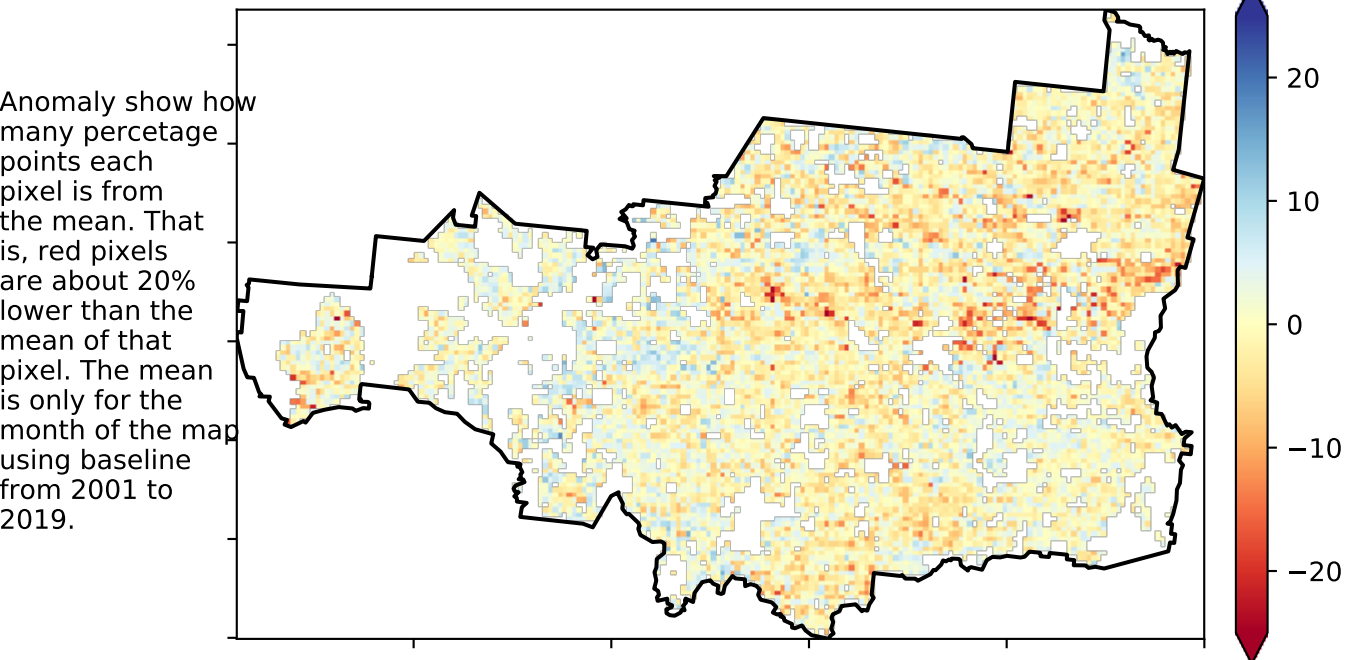 Anomaly show how
many percetage
points each
pixel is from
the mean. That
is, red pixels
are about 20%
lower than the
mean of that
pixel. The mean
is only for the
month of the map
using baseline
from 2001 to
2019.
20
10
0
−10
−20